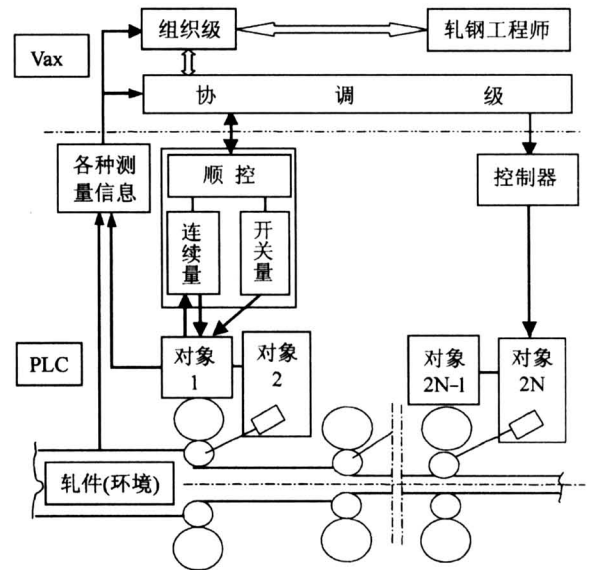 组织级
轧钢工程师
Vax
协 调 级
各种测
量信息
顺 控
控制器
连续量
开关量
PLC
对象
1
对象
2
对象
2N-1
对象
2N
轧件(环境)